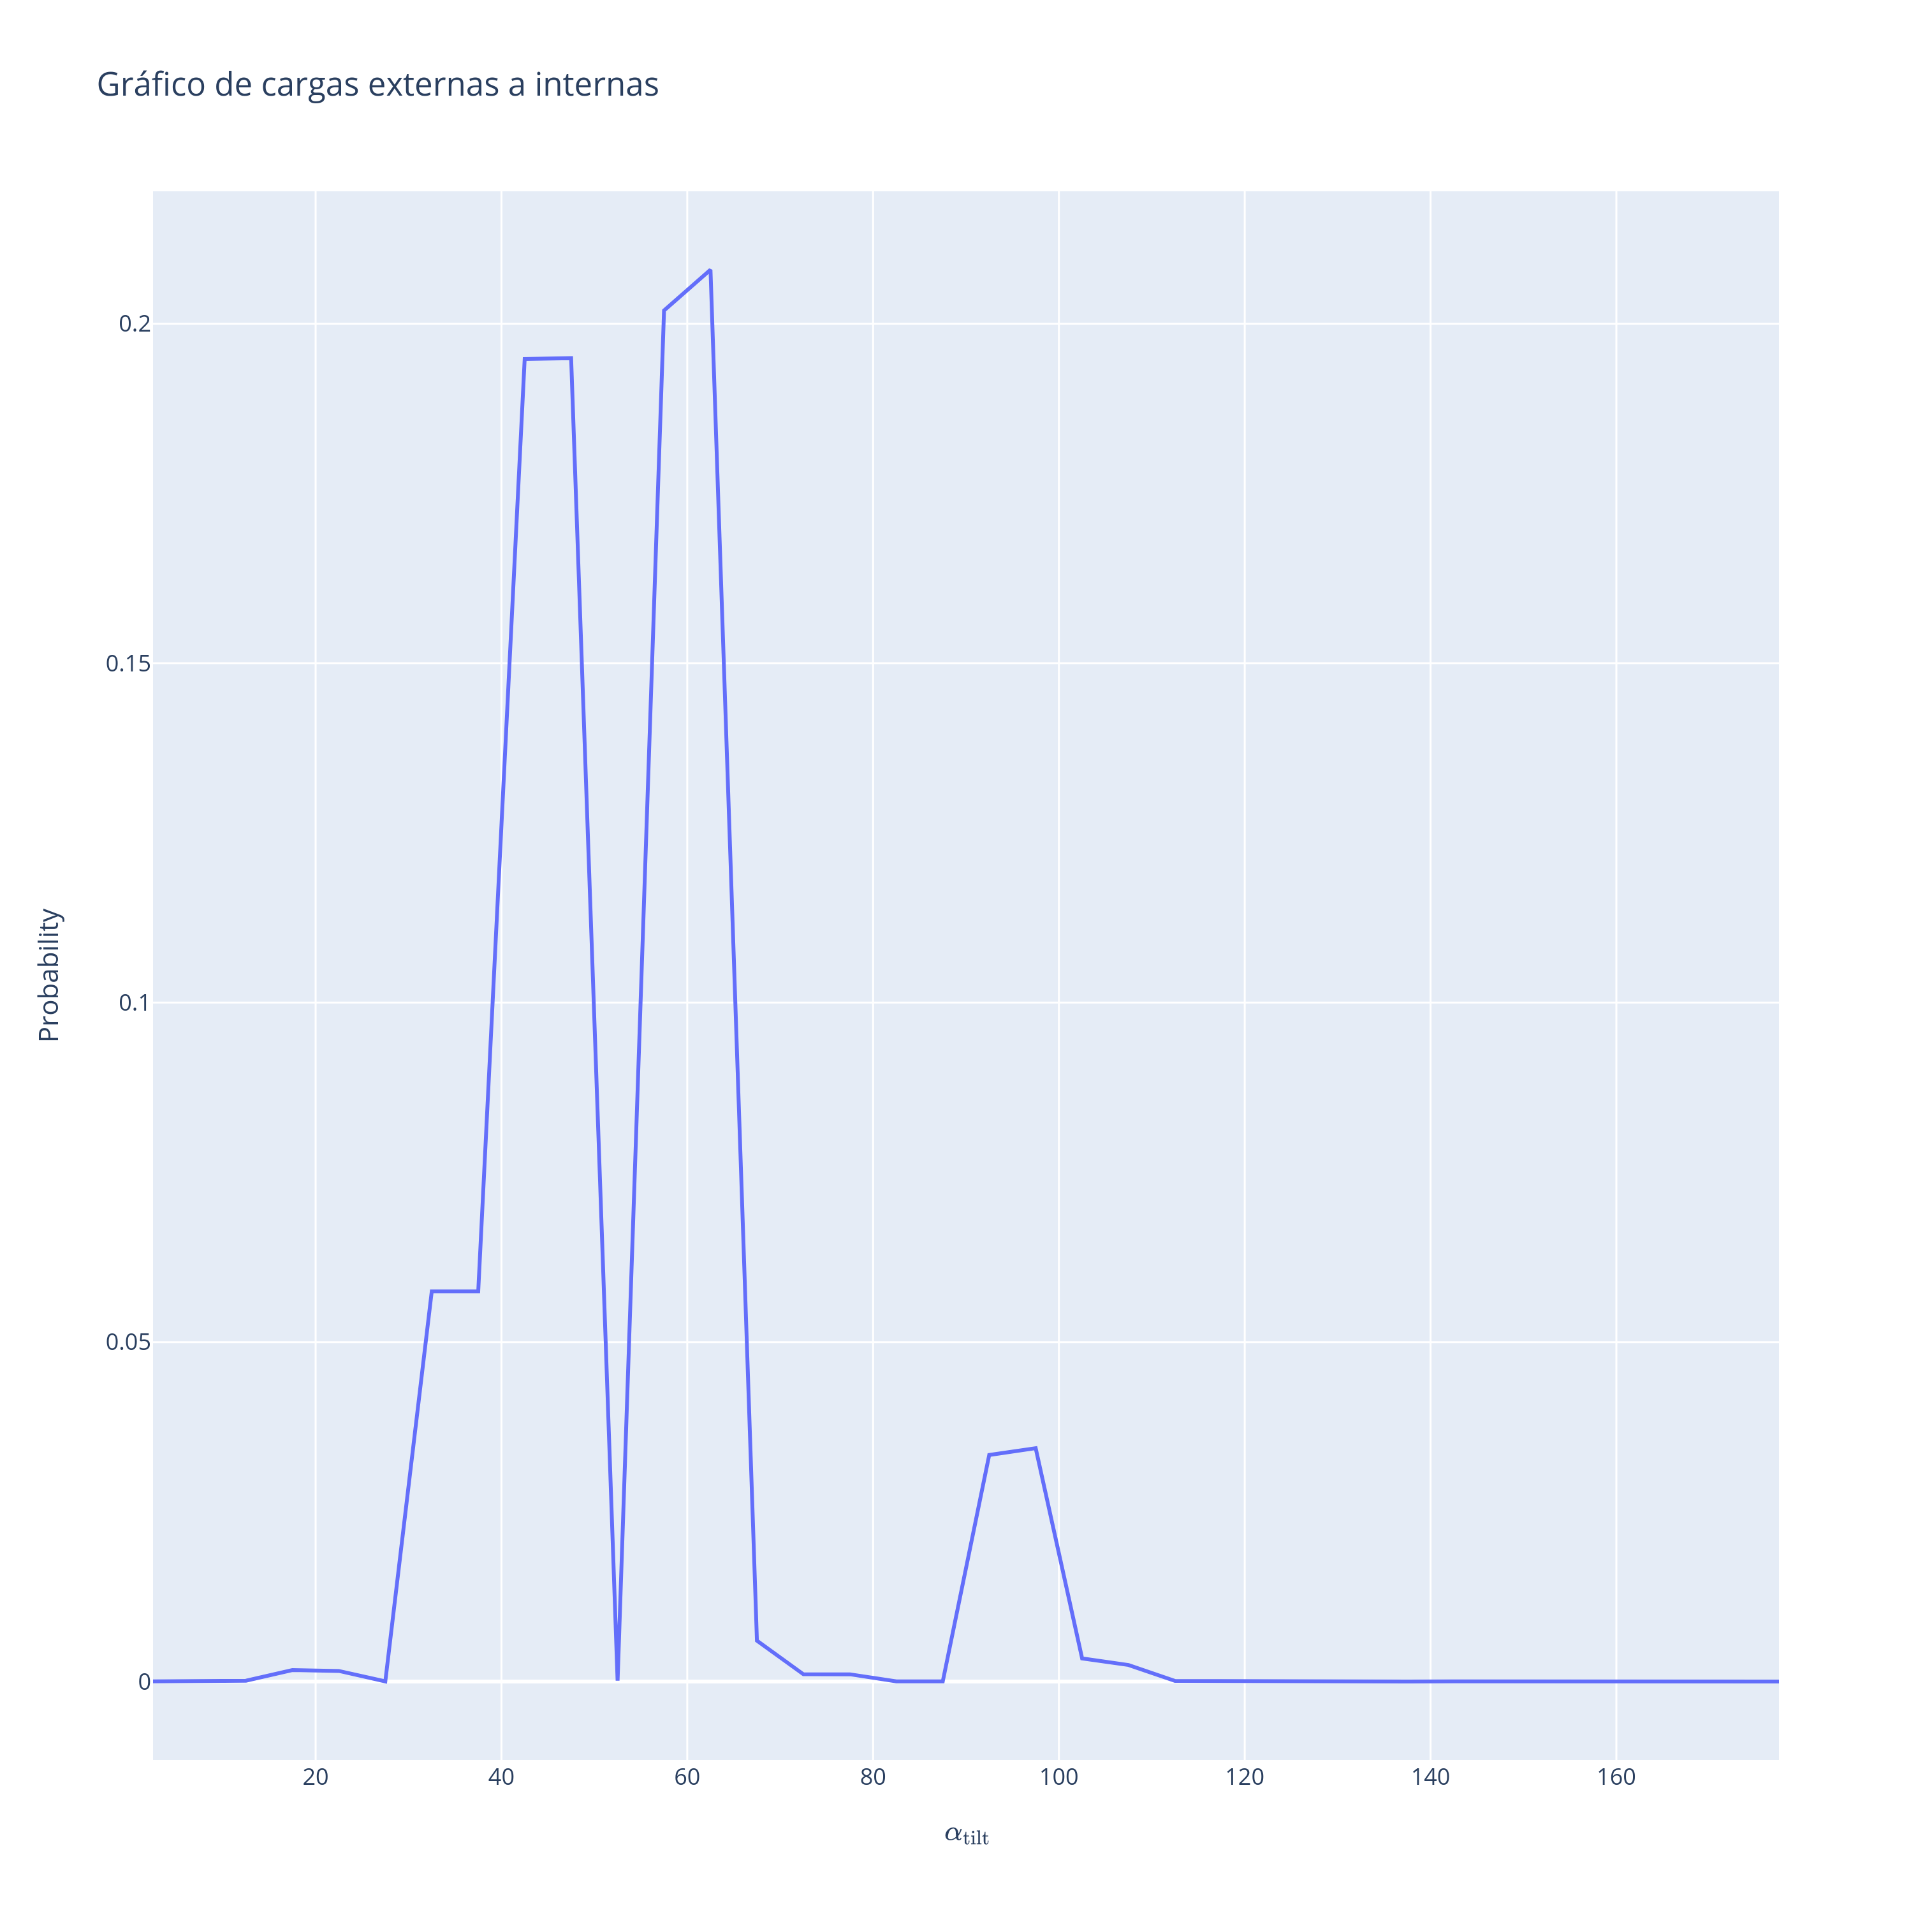 Gráfico de cargas externas a internas
0.2
0.15
0.1
0.05
0
Probability
20 40 60 80 100 120 140 160
α_tilt